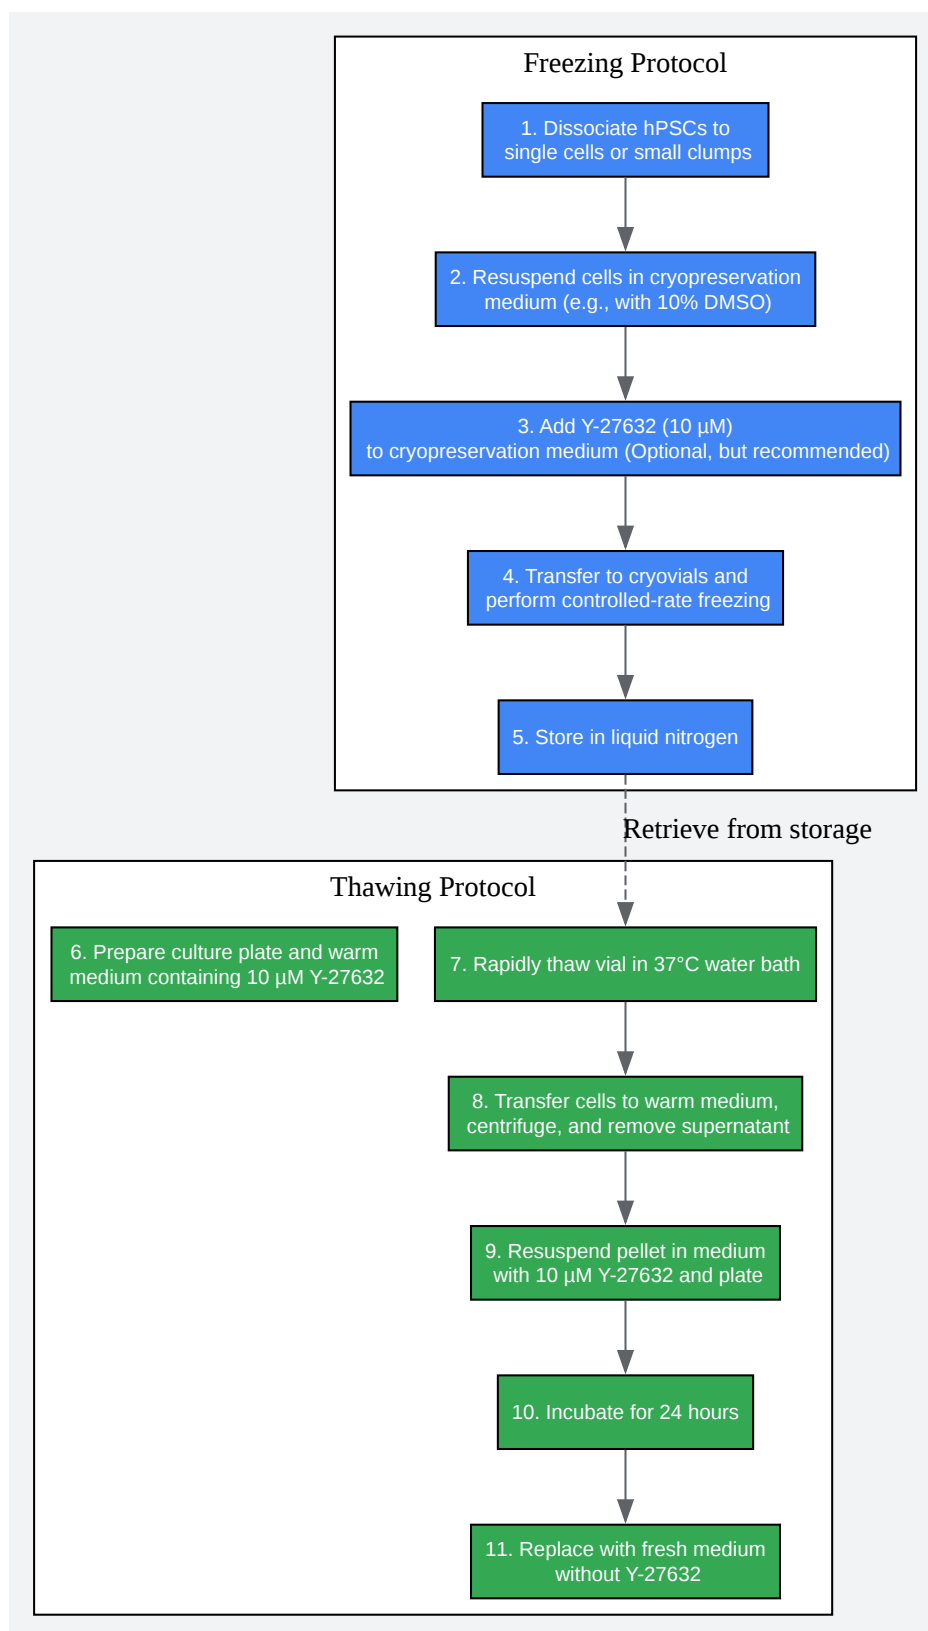 Freezing Protocol
1. Dissociate hPSCs to
single cells or small clumps
2. Resuspend cells in cryopreservation
medium (e.g., with 10% DMSO)
3. Add Y-27632 (10 µM)
to cryopreservation medium (Optional, but recommended)
4. Transfer to cryovials and
perform controlled-rate freezing
5. Store in liquid nitrogen
Retrieve from storage
Thawing Protocol
6. Prepare culture plate and warm
medium containing 10 µM Y-27632
7. Rapidly thaw vial in 37°C water bath
8. Transfer cells to warm medium,
centrifuge, and remove supernatant
9. Resuspend pellet in medium
with 10 µM Y-27632 and plate
10. Incubate for 24 hours
11. Replace with fresh medium
without Y-27632